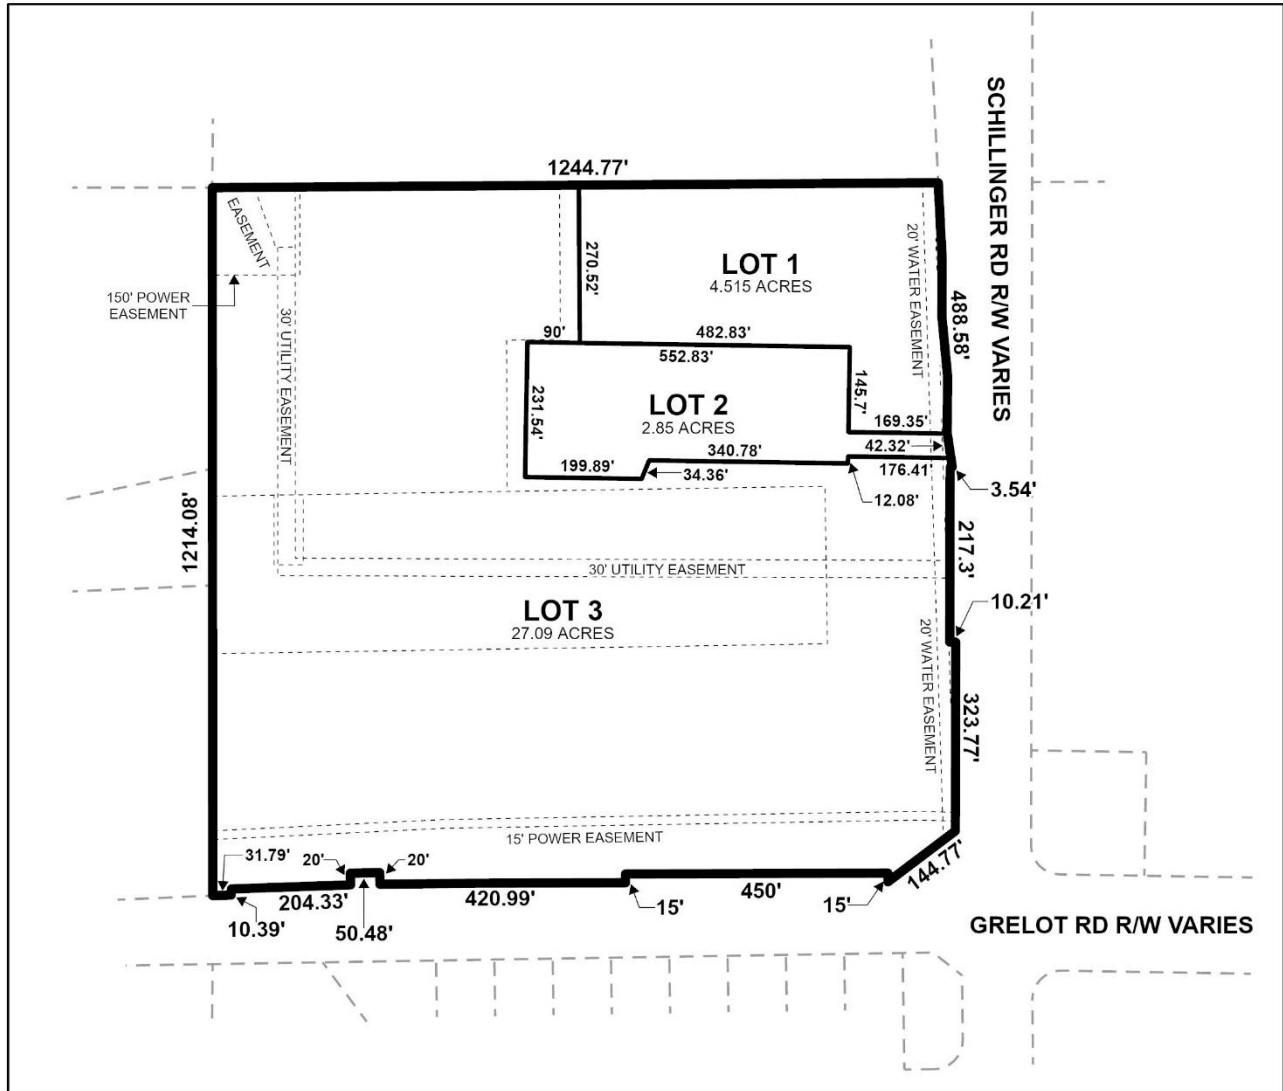 1244.77'
SCHILLINGER RD R/W VARIES
EASEMENT
150' POWER
EASEMENT
30' UTILITY EASEMENT
270.52'
LOT 1
4.515 ACRES
20' WATER EASEMENT
488.58'
90'
482.83'
552.83'
231.54'
LOT 2
2.85 ACRES
145.7'
169.35'
42.32'
340.78'
199.89'
34.36'
176.41'
12.08'
3.54'
1214.08'
217.3'
30' UTILITY EASEMENT
10.21'
LOT 3
27.09 ACRES
20' WATER EASEMENT
323.77'
15' POWER EASEMENT
31.79'
20'
20'
144.77'
204.33'
420.99'
450'
15'
15'
10.39'
50.48'
GRELOT RD R/W VARIES